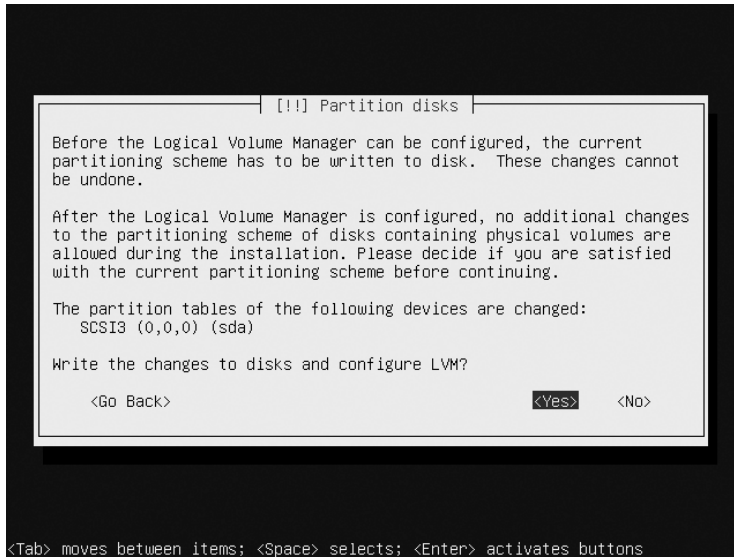 [!!] Partition disks
Before the Logical Volume Manager can be configured, the current
partitioning scheme has to be written to disk.  These changes cannot
be undone.
After the Logical Volume Manager is configured, no additional changes
to the partitioning scheme of disks containing physical volumes are
allowed during the installation. Please decide if you are satisfied
with the current partitioning scheme before continuing.
The partition tables of the following devices are changed:
SCSI3 (0,0,0) (sda)
Write the changes to disks and configure LVM?
<Go Back> <Yes> <No>
<Tab> moves between items; <Space> selects; <Enter> activates buttons